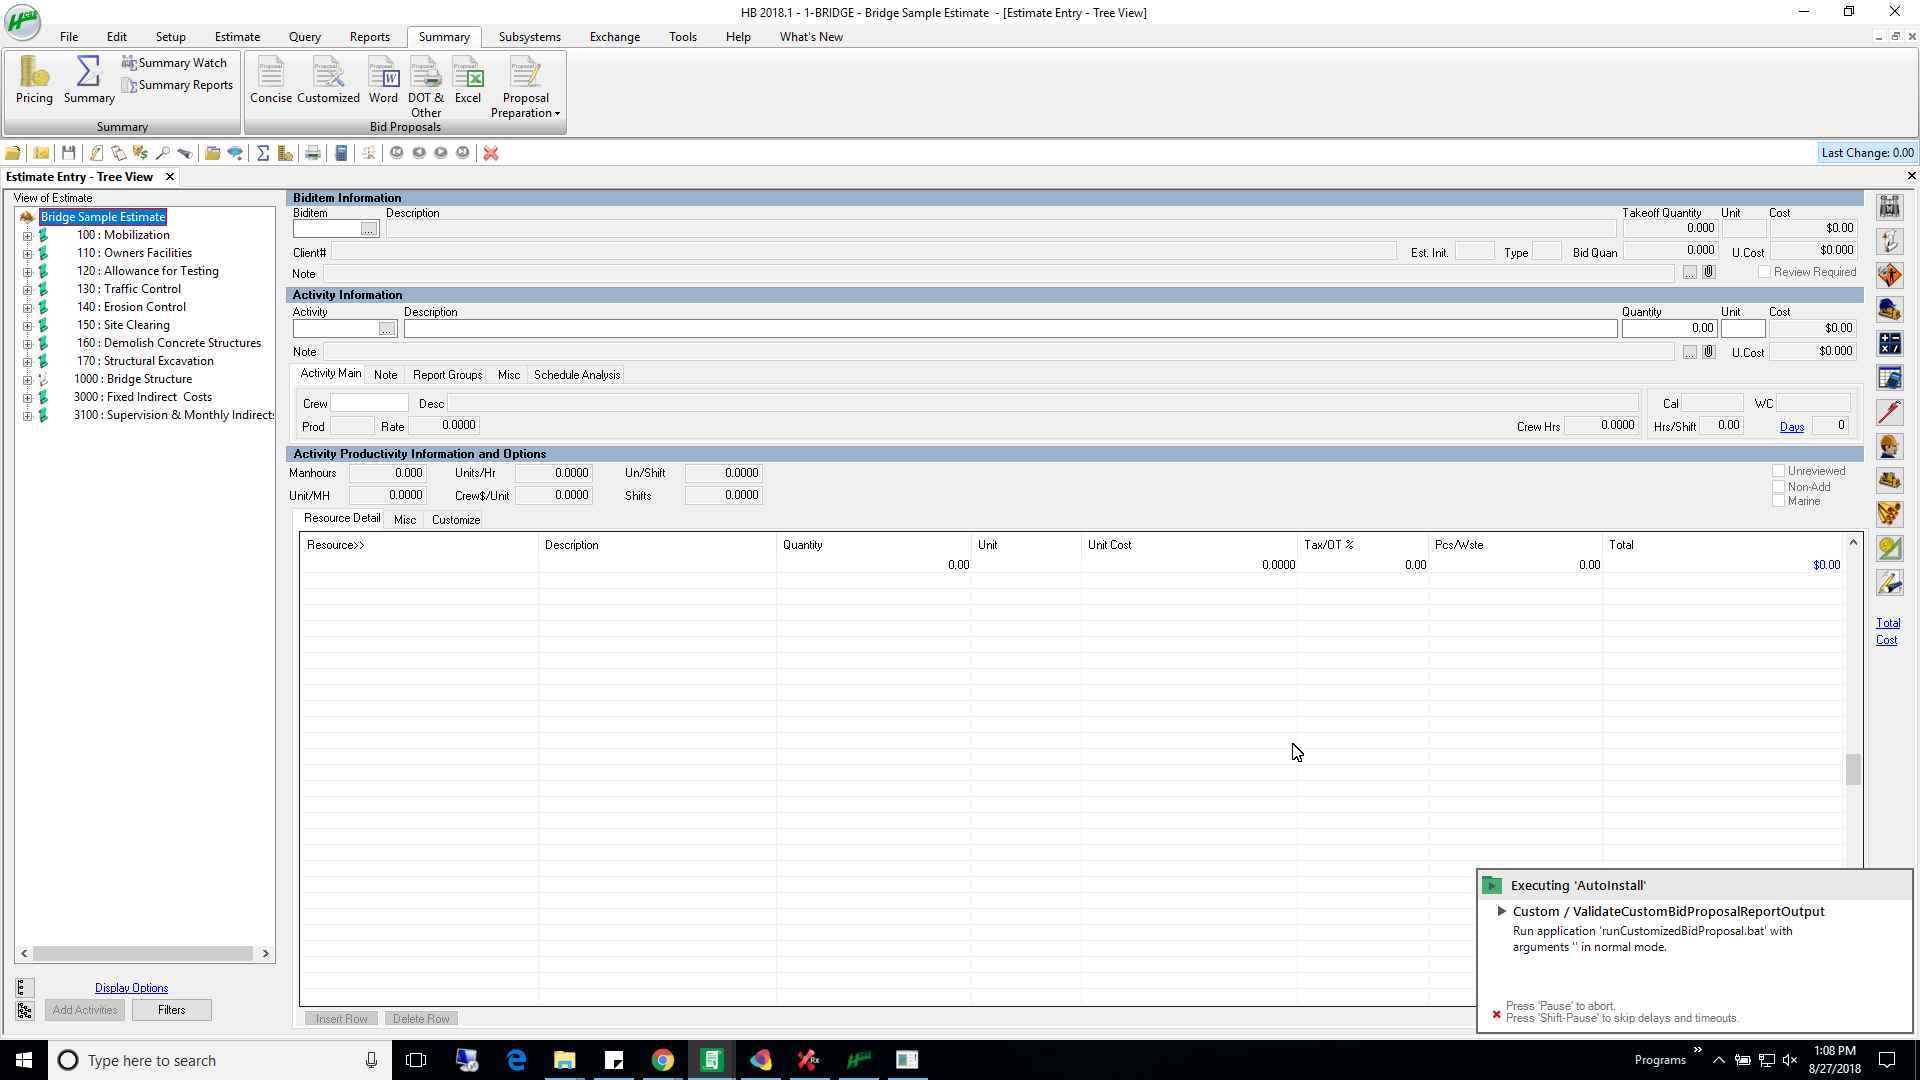 HB 2018.1 - 1-BRIDGE - Bridge Sample Estimate - [Estimate Entry - Tree View]
File Edit Setup Estimate Query Reports Summary Subsystems Exchange Tools Help What's New
Pricing
Summary
Summary Watch
Summary Reports
Summary
Concise
Customized
Word
DOT & Other
Excel
Proposal Preparation
Bid Proposals
Last Change: 0.00
Estimate Entry - Tree View
View of Estimate
Bridge Sample Estimate
100 : Mobilization
110 : Owners Facilities
120 : Allowance for Testing
130 : Traffic Control
140 : Erosion Control
150 : Site Clearing
160 : Demolish Concrete Structures
170 : Structural Excavation
1000 : Bridge Structure
3000 : Fixed Indirect Costs
3100 : Supervision & Monthly Indirects
Display Options
Add Activities
Filters
Biditem Information
Biditem Description Takeoff Quantity Unit Cost
... 0.000 $0.00
Client# Est. Init. Type Bid Quan 0.000 U.Cost $0.000
Note ... Review Required
Activity Information
Activity Description Quantity Unit Cost
... 0.00 $0.00
Note ... U.Cost $0.000
Activity Main Note Report Groups Misc Schedule Analysis
Crew Desc Cal WC
Prod Rate 0.0000 Crew Hrs 0.0000 Hrs/Shift 0.00 Days 0
Activity Productivity Information and Options
Manhours 0.000 Units/Hr 0.0000 Un/Shift 0.0000 Unreviewed
Non-Add
Unit/MH 0.0000 Crew$/Unit 0.0000 Shifts 0.0000 Marine
Resource Detail Misc Customize
Resource>> Description Quantity Unit Unit Cost Tax/OT % Pcs/Wste Total
0.00 0.0000 0.00 0.00 $0.00
Total
Cost
Insert Row Delete Row
Executing 'AutoInstall'
Custom / ValidateCustomBidProposalReportOutput
Run application 'runCustomizedBidProposal.bat' with
arguments '' in normal mode.
Press 'Pause' to abort.
Press 'Shift-Pause' to skip delays and timeouts.
Type here to search
Programs
1:08 PM
8/27/2018